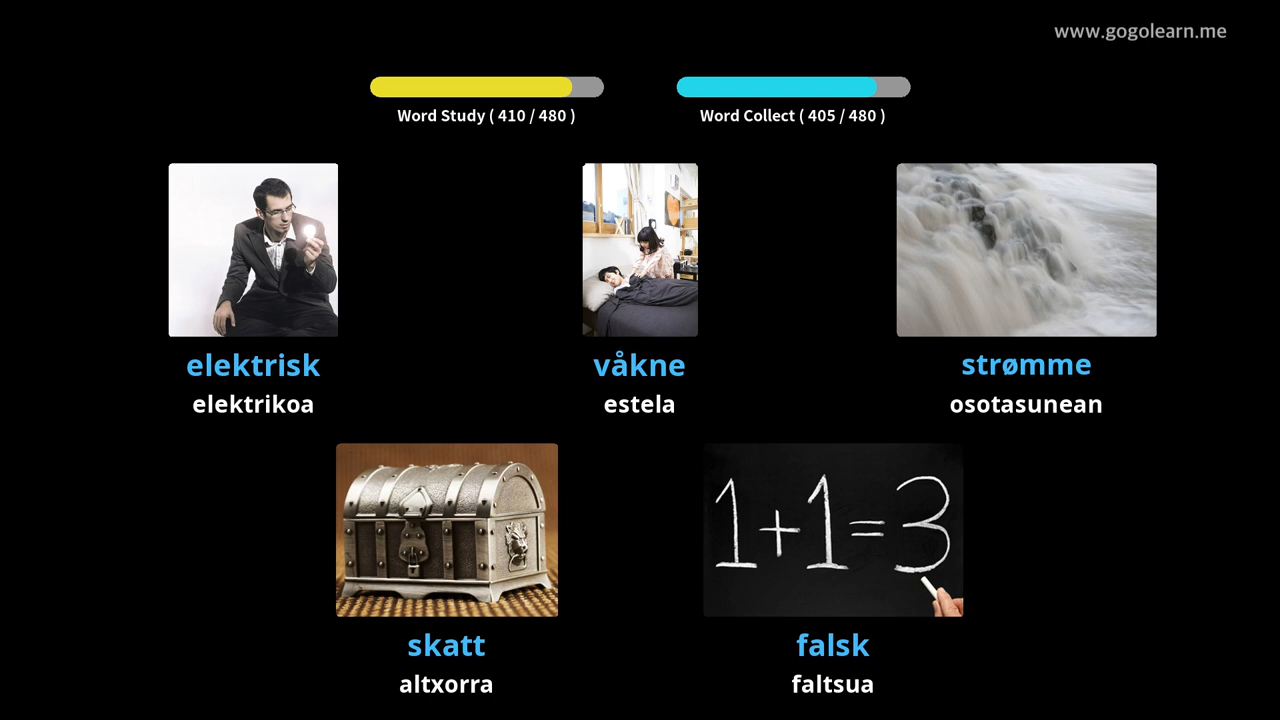 www.gogolearn.me
Word Study ( 410 / 480 )
Word Collect ( 405 / 480 )
elektrisk
elektrikoa
våkne
estela
strømme
osotasunean
1+1=3
skatt
altxorra
falsk
faltsua